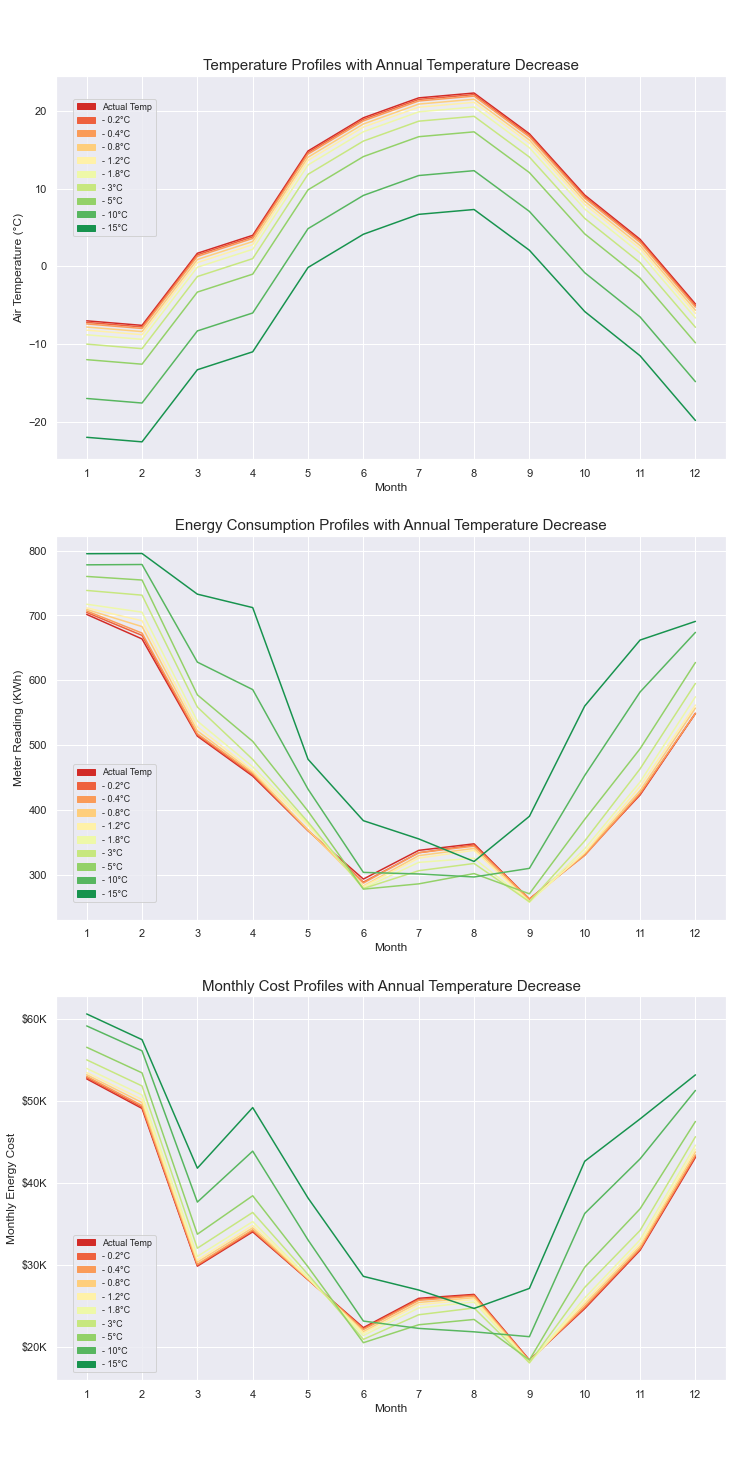 Temperature Profiles with Annual Temperature Decrease
20
10
0
−10
−20
Air Temperature (°C)
Actual Temp
- 0.2°C
- 0.4°C
- 0.8°C
- 1.2°C
- 1.8°C
- 3°C
- 5°C
- 10°C
- 15°C
1 2 3 4 5 6 7 8 9 10 11 12
Month
Energy Consumption Profiles with Annual Temperature Decrease
800
700
600
500
400
300
Meter Reading (KWh)
Actual Temp
- 0.2°C
- 0.4°C
- 0.8°C
- 1.2°C
- 1.8°C
- 3°C
- 5°C
- 10°C
- 15°C
1 2 3 4 5 6 7 8 9 10 11 12
Month
Monthly Cost Profiles with Annual Temperature Decrease
$60K
$50K
$40K
$30K
$20K
Monthly Energy Cost
Actual Temp
- 0.2°C
- 0.4°C
- 0.8°C
- 1.2°C
- 1.8°C
- 3°C
- 5°C
- 10°C
- 15°C
1 2 3 4 5 6 7 8 9 10 11 12
Month